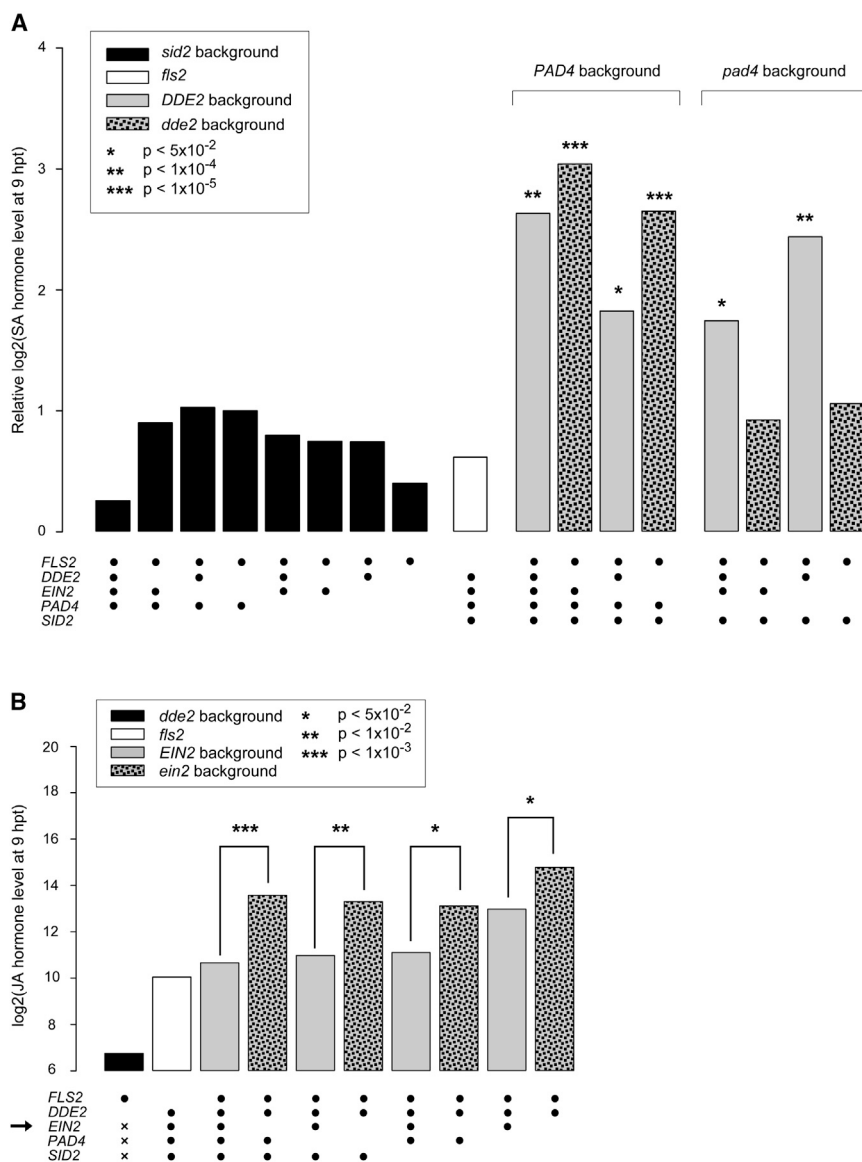 A
Relative log2(SA hormone level at 9 hpt)
4
3
2
1
0
sid2 background
fls2
DDE2 background
dde2 background
* p < 5x10-2
** p < 1x10-4
*** p < 1x10-5
PAD4 background
pad4 background
** *** * *** * **
FLS2
DDE2
EIN2
PAD4
SID2
B
log2(JA hormone level at 9 hpt)
20
18
16
14
13
10
8
6
dde2 background * p < 5x10-2
fls2 ** p < 1x10-2
EIN2 background *** p < 1x10-3
ein2 background
*** ** * *
FLS2
DDE2
EIN2 ×
PAD4 ×
SID2 ×